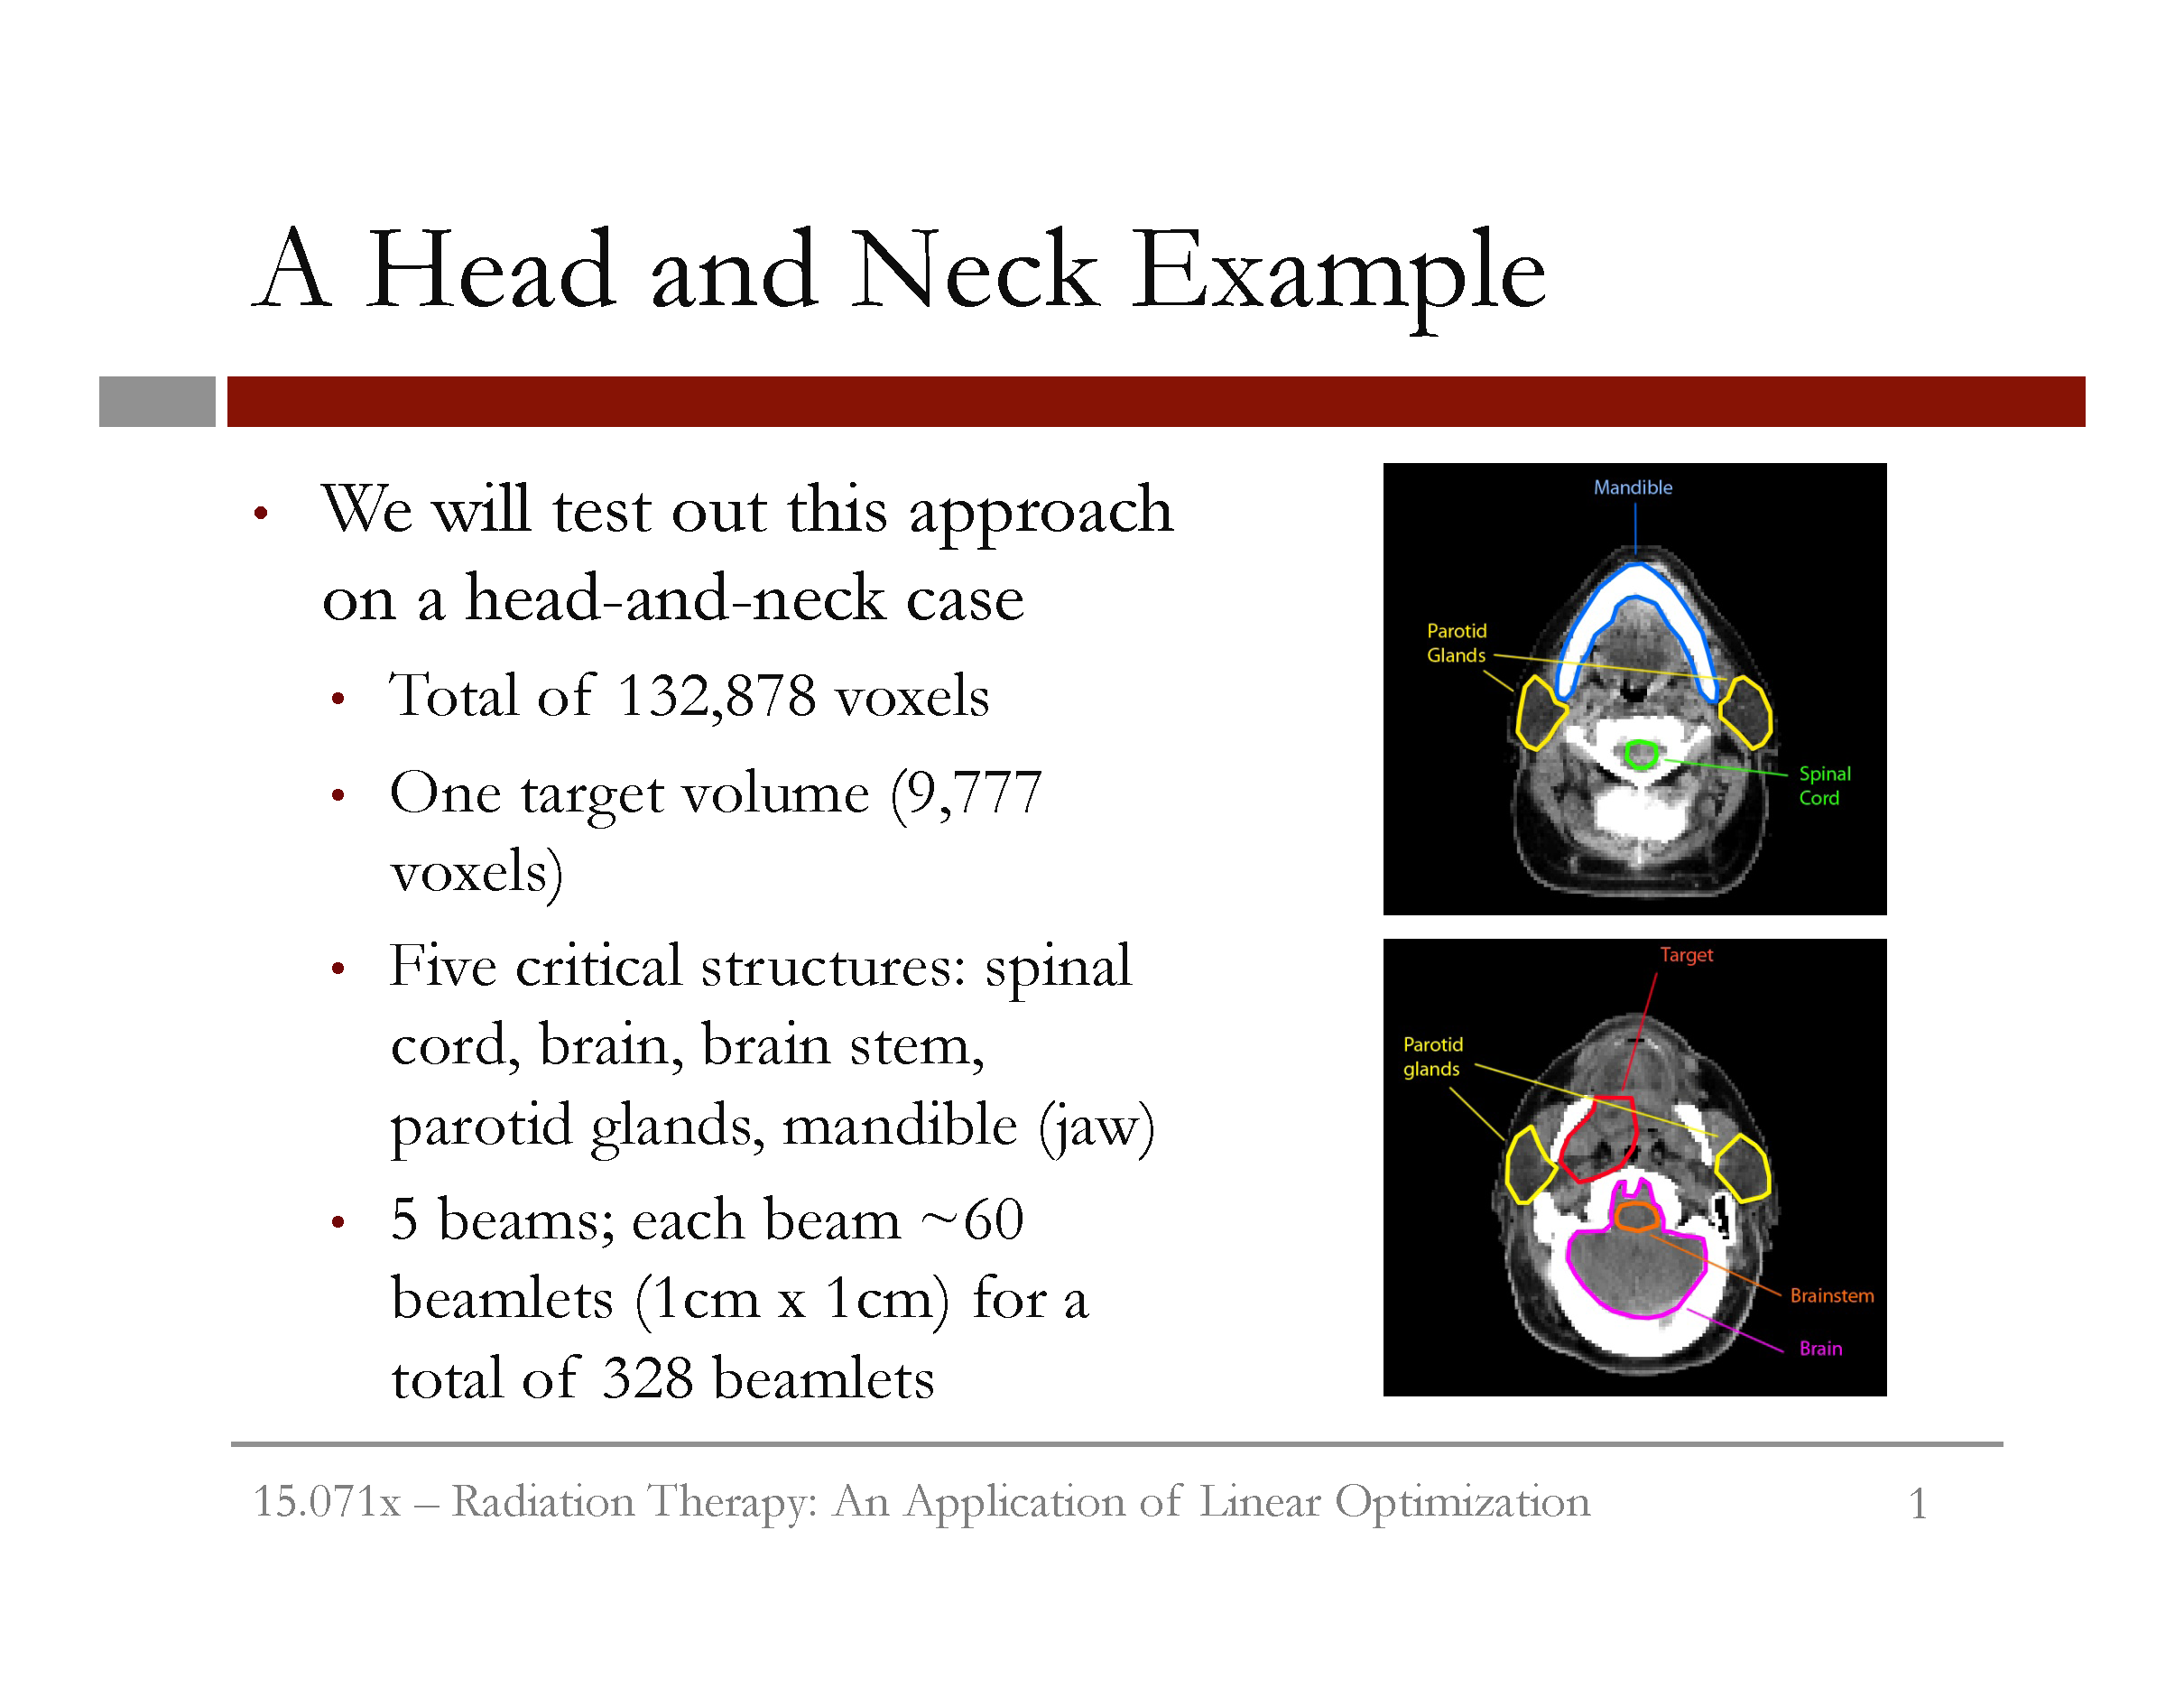 A Head and Neck Example
• We will test out this approach
on a head-and-neck case
• Total of 132,878 voxels
• One target volume (9,777
voxels)
• Five critical structures: spinal
cord, brain, brain stem,
parotid glands, mandible (jaw)
• 5 beams; each beam ~60
beamlets (1cm x 1cm) for a
total of 328 beamlets
Mandible
Parotid
Glands
Spinal
Cord
Target
Parotid
glands
Brainstem
Brain
15.071x – Radiation Therapy: An Application of Linear Optimization
1